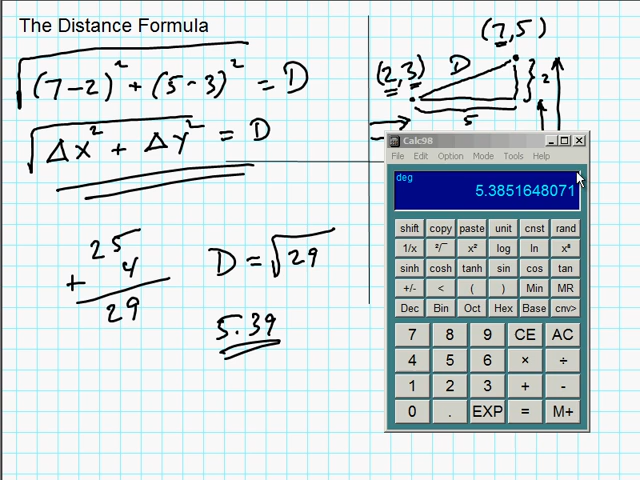 The Distance Formula
√(7-2)² + (5-3)² = D
√Δx² + Δy² = D
25
+ 4
29
D = √29
5.39
(7,5)
(2,3)
D
2
5
Calc98
File Edit Option Mode Tools Help
deg
5.3851648071
shift copy paste unit cnst rand
1/x ²√‾ x² log ln xʸ
sinh cosh tanh sin cos tan
+/- < ( ) Min MR
Dec Bin Oct Hex Base cnv>
7 8 9 CE AC
4 5 6 × ÷
1 2 3 + -
0 . EXP = M+